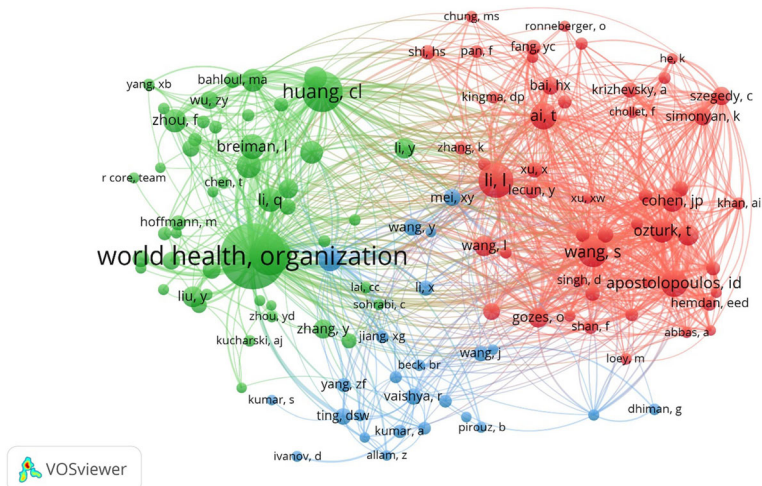 chung, ms
ronneberger, o
shi, hs
pan, f
fang, yc
he, k
yang, xb
bahloul, ma
huang, cl
bai, hx
krizhevsky, a
szegedy, c
wu, zy
kingma, dp
chollet, f
zhou, f
ai, t
simonyan, k
breiman, l
li, y
zhang, k
r core, team
chen, t
li, q
li, l
xu, x
lecun, y
mei, xy
xu, xw
cohen, jp
khan, ai
hoffmann, m
wang, y
ozturk, t
world health, organization
wang, l
wang, s
liu, y
lai, cc
li, x
singh, d
apostolopoulos, id
sohrabi, c
hemdan, eed
zhou, yd
gozes, o
zhang, y
shan, f
abbas, a
kucharski, aj
jiang, xg
wang, j
loey, m
beck, br
yang, zf
kumar, s
vaishya, r
dhiman, g
ting, dsw
kumar, a
pirouz, b
ivanov, d
allam, z
VOSviewer